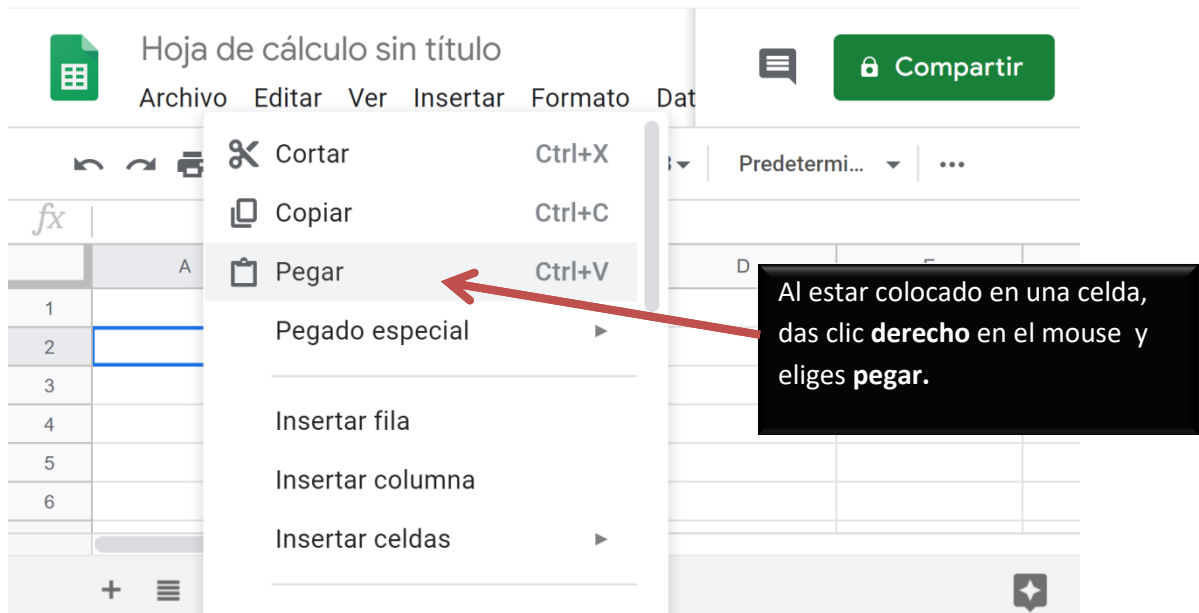 Hoja de cálculo sin título
Archivo Editar Ver Insertar Formato Dat
Compartir
Cortar Ctrl+X
Predetermi...
Copiar Ctrl+C
fx
A D
Pegar Ctrl+V
Pegado especial
Insertar fila
Insertar columna
Insertar celdas
1
2
3
4
5
6
Al estar colocado en una celda,
das clic derecho en el mouse y
eliges pegar.